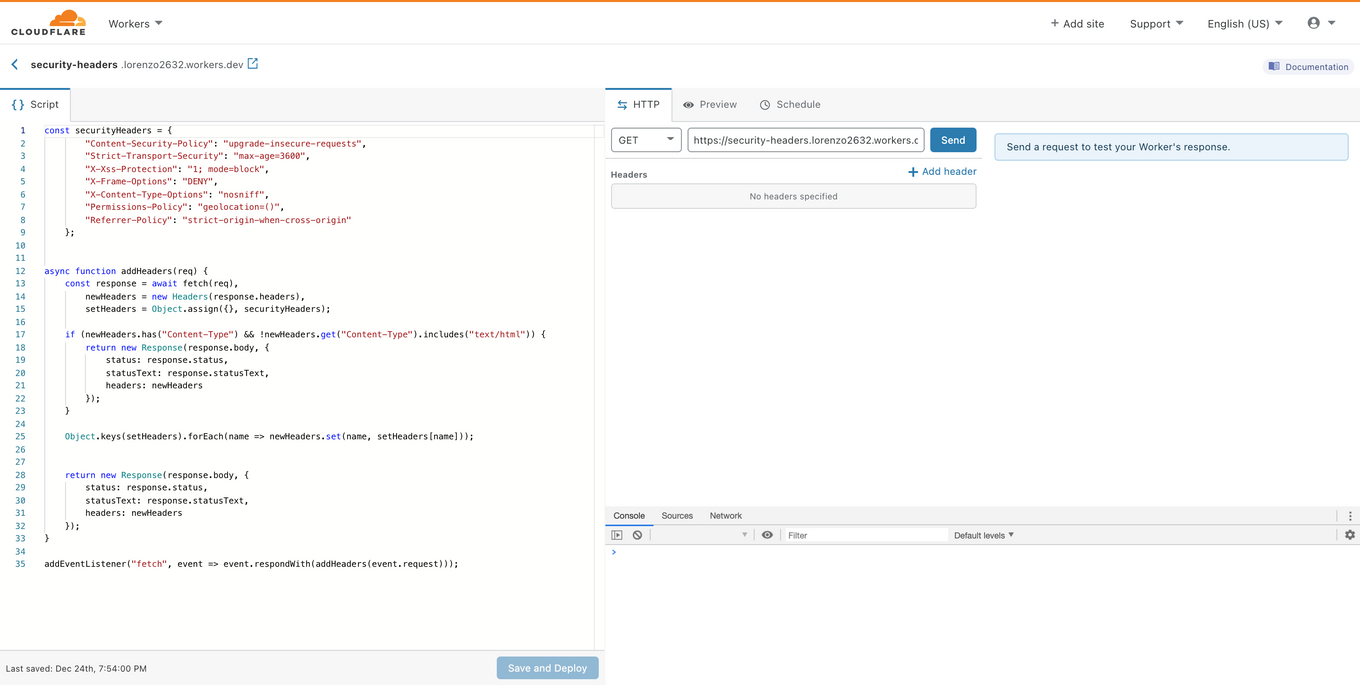 CLOUDFLARE
Workers
+ Add site
Support
English (US)
security-headers .lorenzo2632.workers.dev
Documentation
{} Script
1 const securityHeaders = {
2 "Content-Security-Policy": "upgrade-insecure-requests",
3 "Strict-Transport-Security": "max-age=3600",
4 "X-Xss-Protection": "1; mode=block",
5 "X-Frame-Options": "DENY",
6 "X-Content-Type-Options": "nosniff",
7 "Permissions-Policy": "geolocation=()",
8 "Referrer-Policy": "strict-origin-when-cross-origin"
9 };
10
11
12 async function addHeaders(req) {
13 const response = await fetch(req),
14 newHeaders = new Headers(response.headers),
15 setHeaders = Object.assign({}, securityHeaders);
16
17 if (newHeaders.has("Content-Type") && !newHeaders.get("Content-Type").includes("text/html")) {
18 return new Response(response.body, {
19 status: response.status,
20 statusText: response.statusText,
21 headers: newHeaders
22 });
23 }
24
25 Object.keys(setHeaders).forEach(name => newHeaders.set(name, setHeaders[name]));
26
27
28 return new Response(response.body, {
29 status: response.status,
30 statusText: response.statusText,
31 headers: newHeaders
32 });
33 }
34
35 addEventListener("fetch", event => event.respondWith(addHeaders(event.request)));
Last saved: Dec 24th, 7:54:00 PM
Save and Deploy
HTTP
Preview
Schedule
GET
https://security-headers.lorenzo2632.workers.c
Send
Send a request to test your Worker's response.
Headers
+ Add header
No headers specified
Console
Sources
Network
Filter
Default levels
>